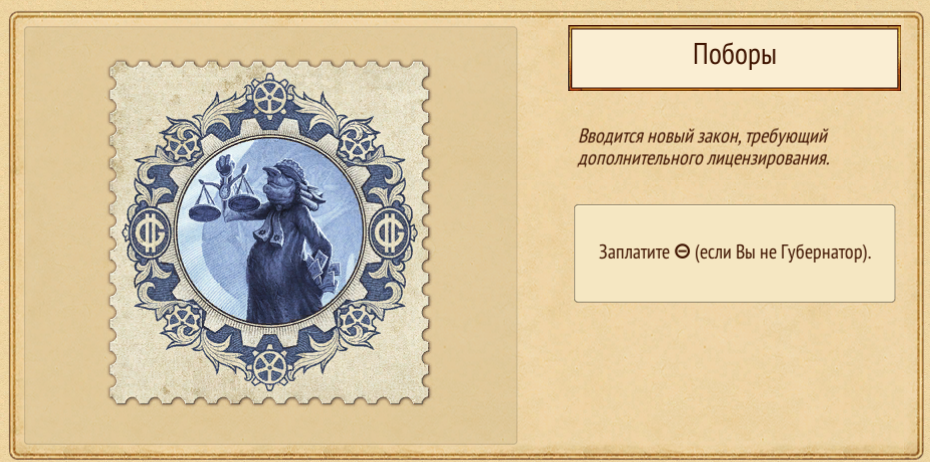 Поборы
Вводится новый закон, требующий
дополнительного лицензирования.
Заплатите ⊖ (если Вы не Губернатор).